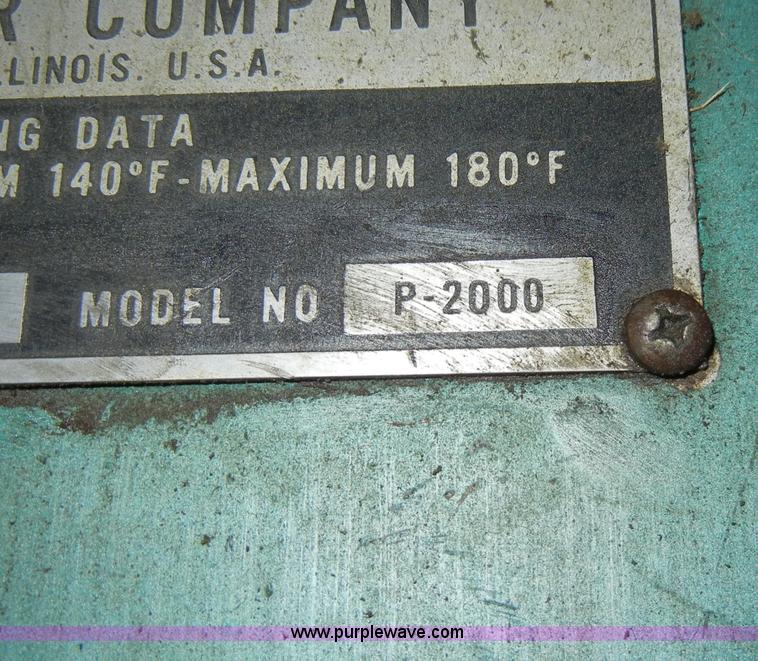 R COMPANY
LLINOIS. U.S.A.
NG DATA
M 140°F-MAXIMUM 180°F
MODEL NO P-2000
www.purplewave.com